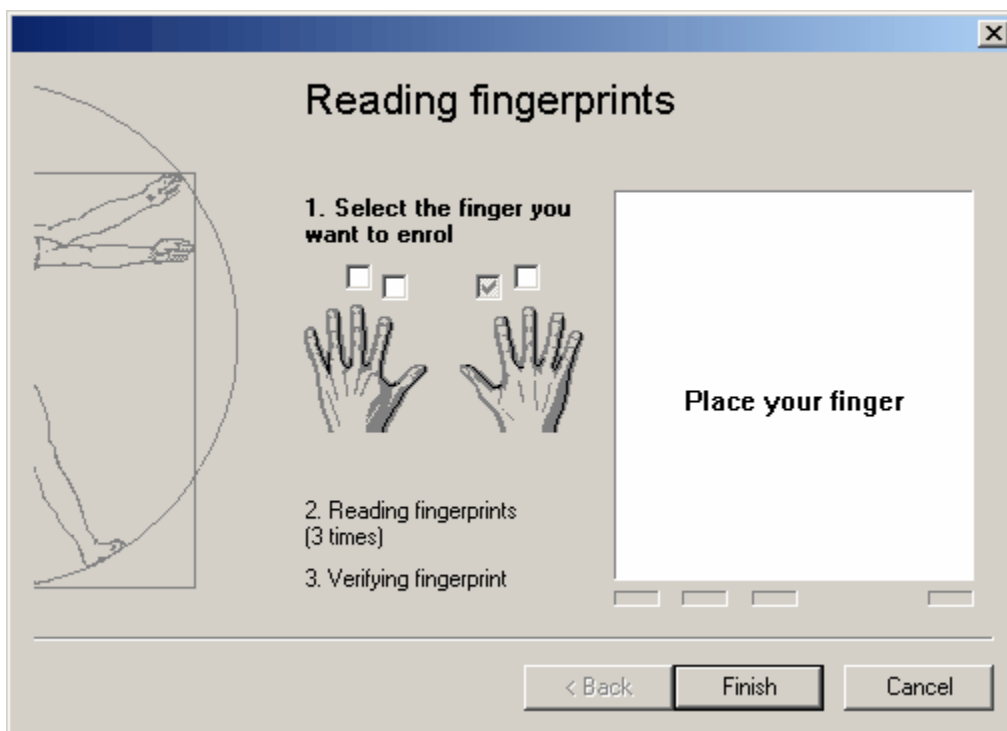 Reading fingerprints
1. Select the finger you
want to enrol
Place your finger
2. Reading fingerprints
(3 times)
3. Verifying fingerprint
< Back
Finish
Cancel